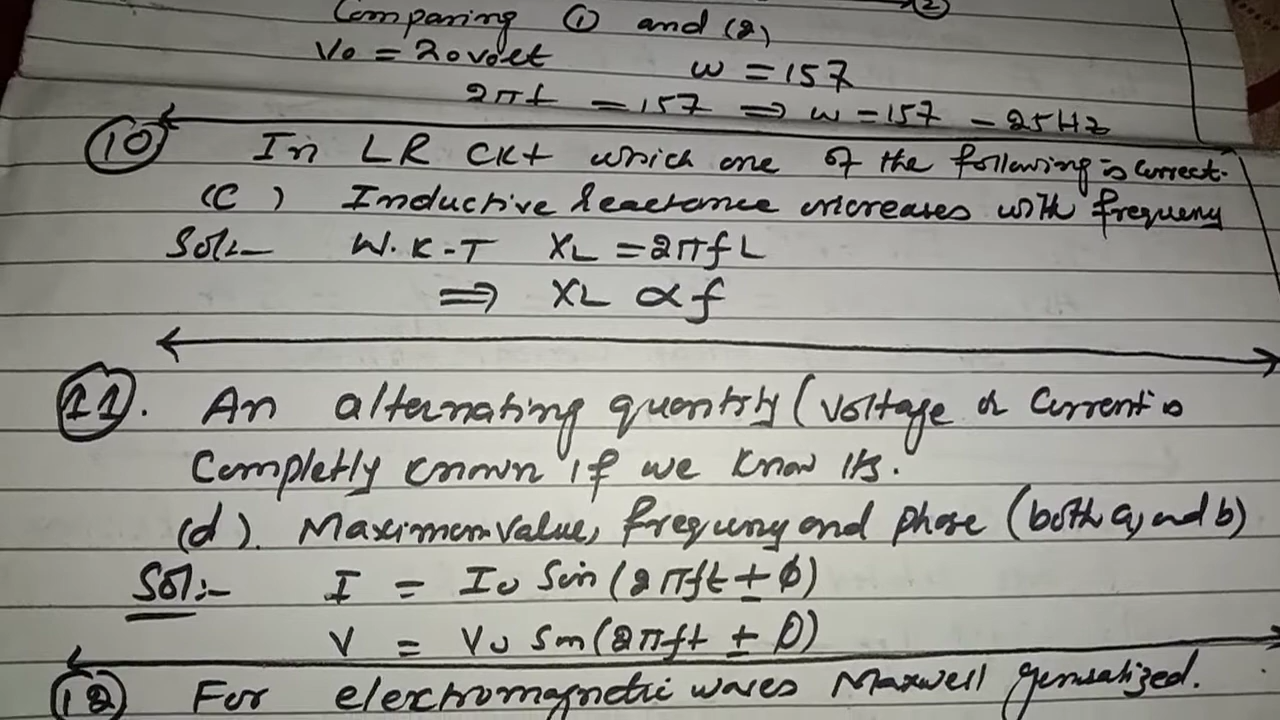 (2)
Comparing (1) and (2)
V0 = 20 volt ω = 157
2πf = 157 ⇒ ω = 157 - 25Hz
(10) In LR CKt which one of the following is Correct.
(C) Inductive Reactance increases with frequency
Sol:- W.K-T XL = 2πfL
⇒ XL ∝ f
(11). An alternating quantity (Voltage or Current is
Completly known if we know its.
(d). Maximum value, frequency and phase (both a, and b)
Sol:- I = I0 Sin (2πft ± φ)
V = V0 Sin (2πft ± φ)
(12) For electromagnetic waves Maxwell generalized.